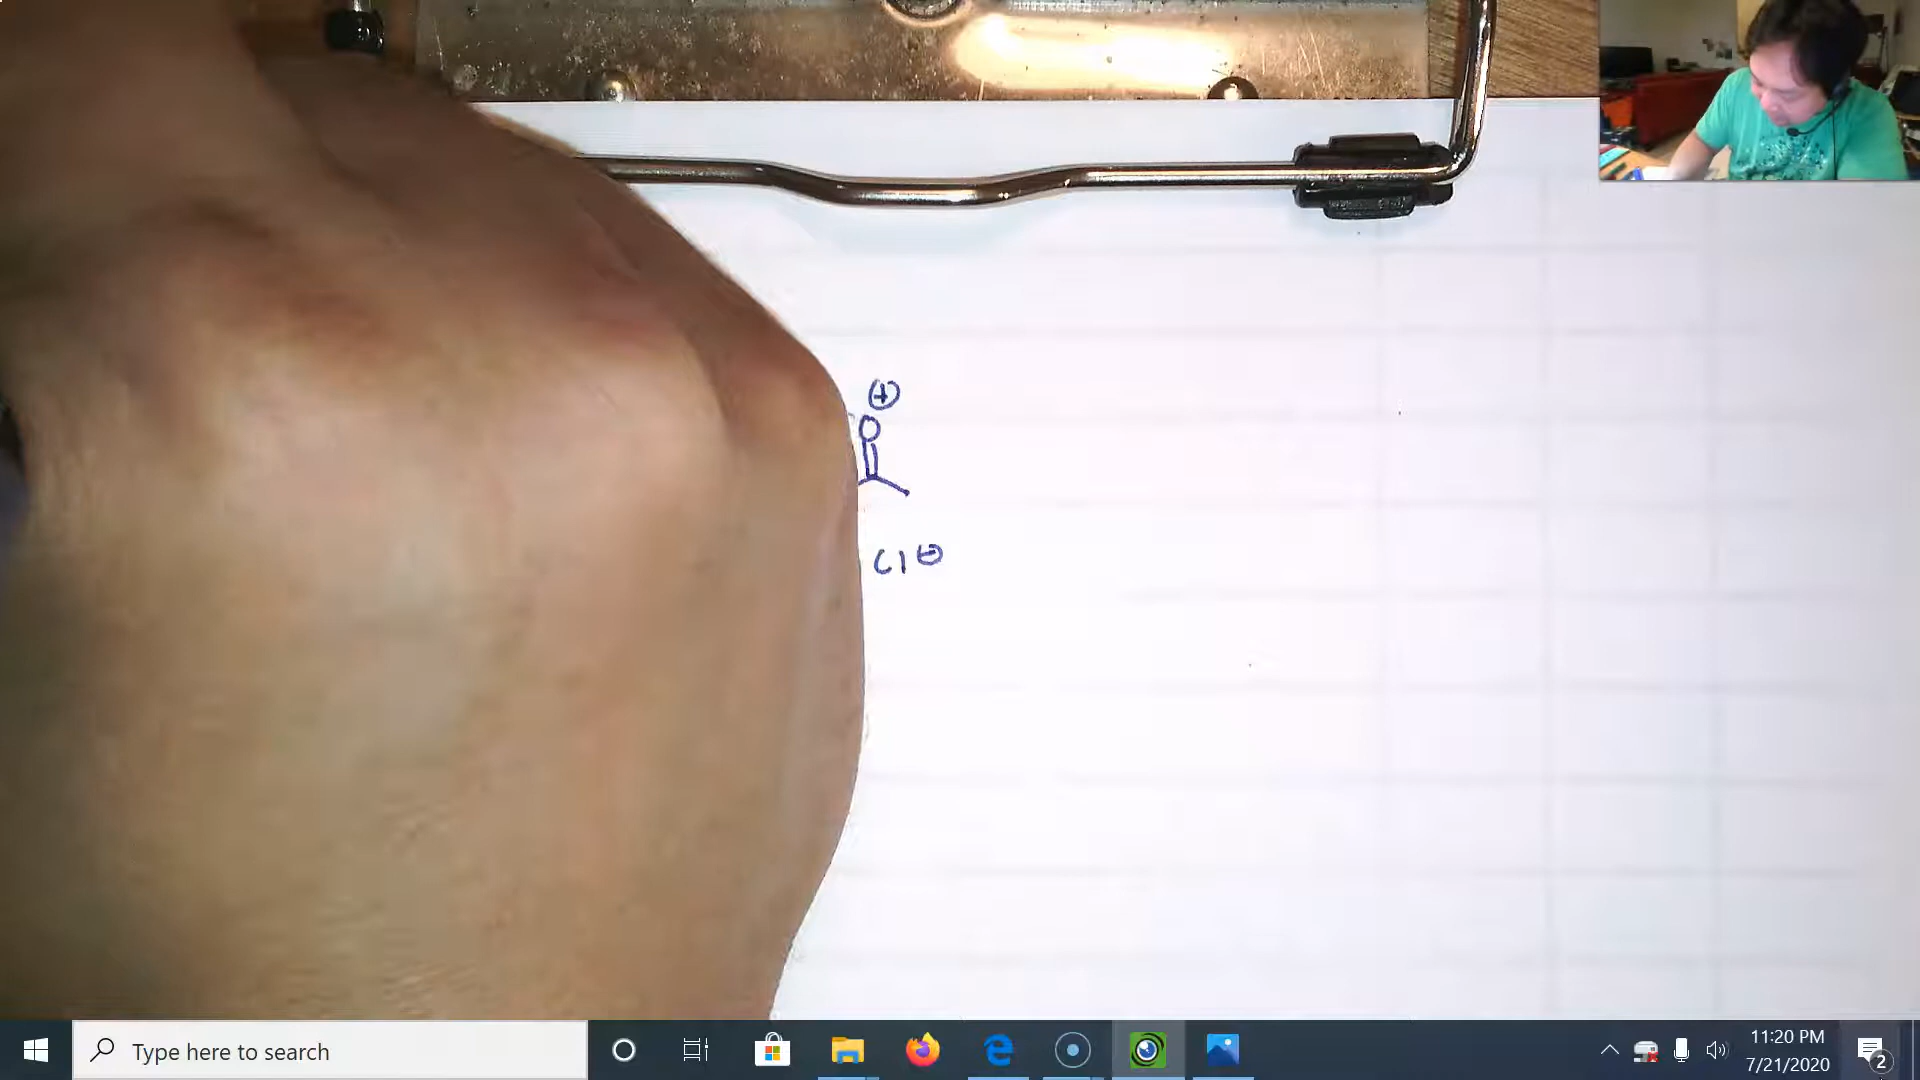 ⊕
O
Cl ⊖
Type here to search
11:20 PM
7/21/2020
2